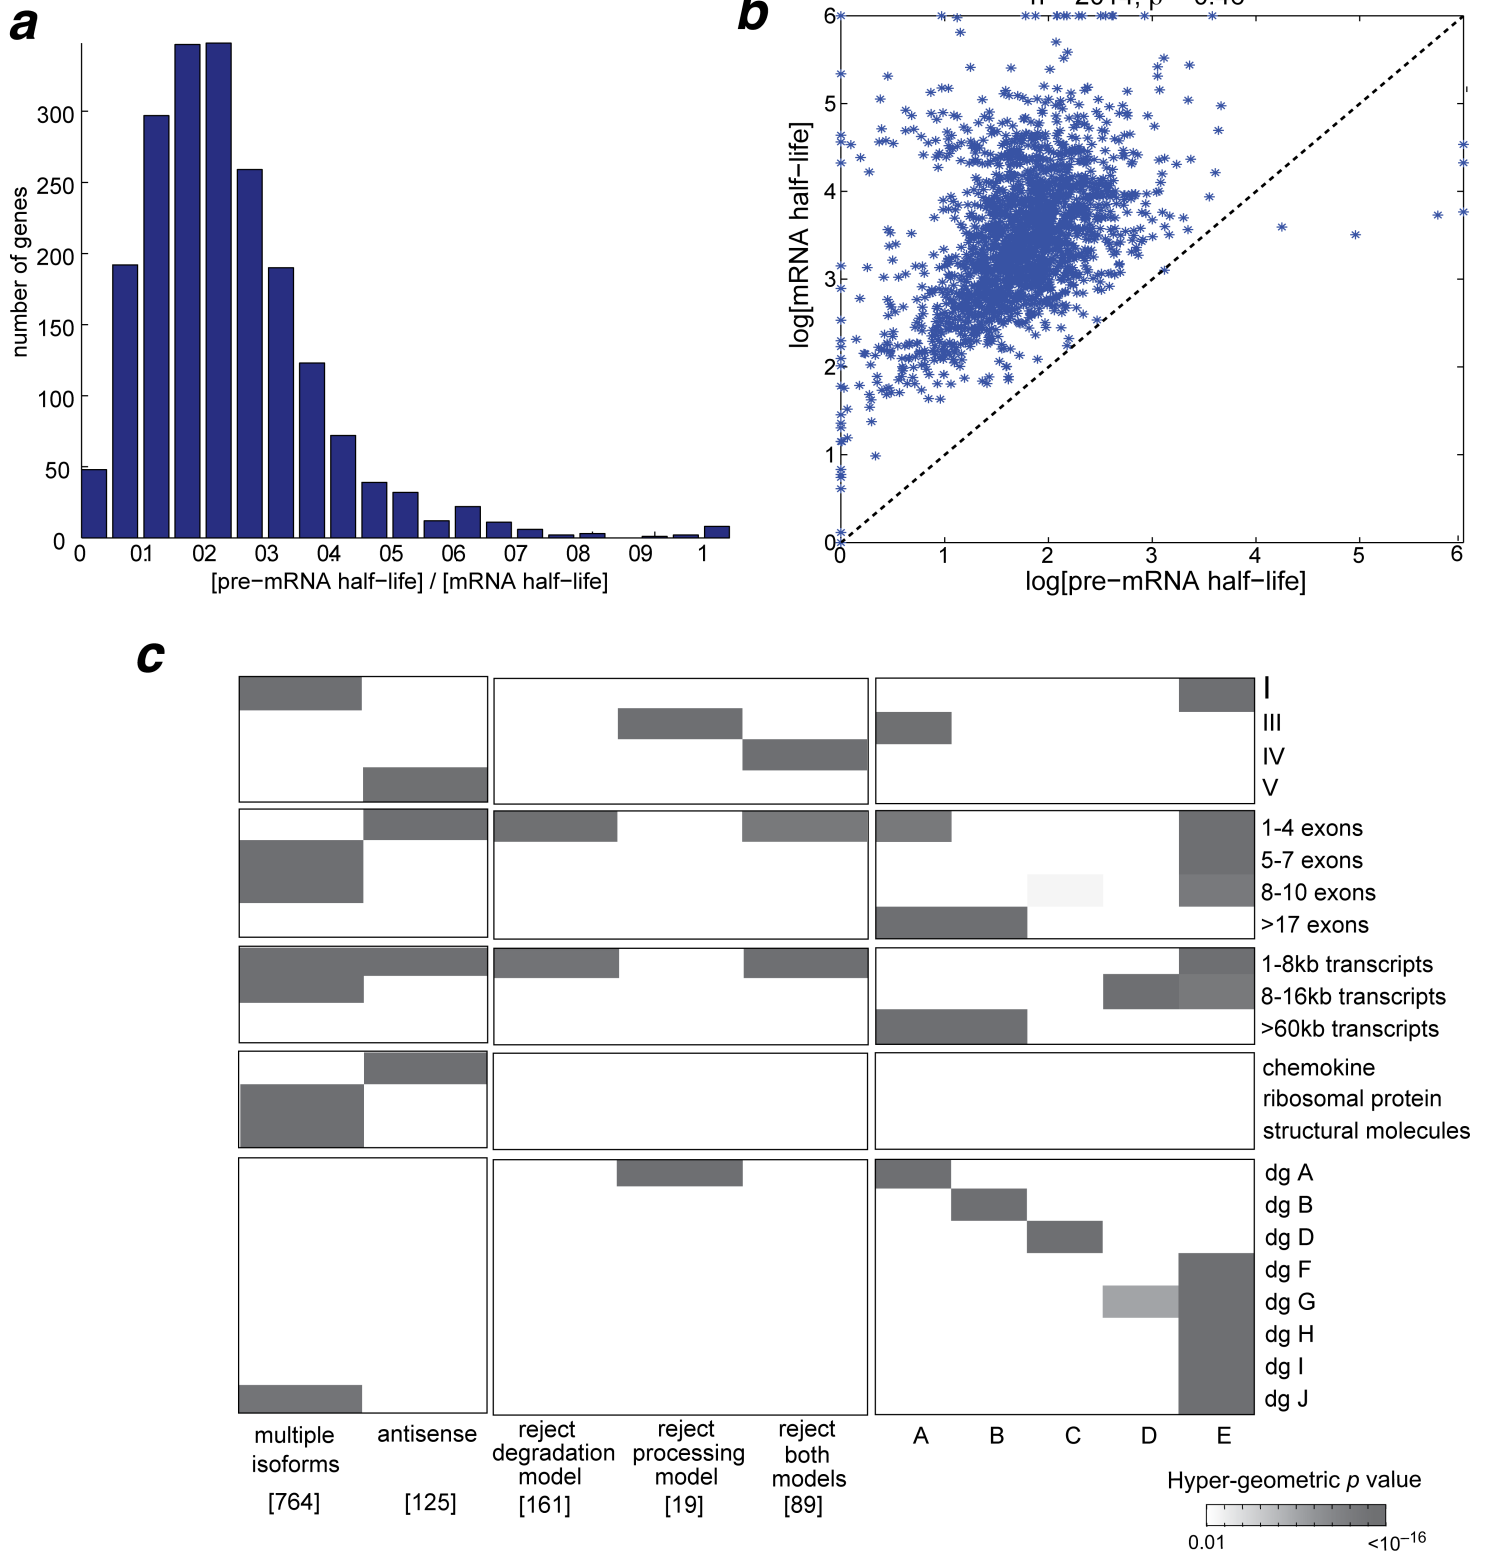 a
300
250
200
150
100
50
0
number of genes
0 0.1 02 03 04 05 06 07 08 09 1
[pre−mRNA half−life] / [mRNA half−life]
b
6
5
4
3
2
1
0
log[mRNA half−life]
0 1 2 3 4 5 6
log[pre−mRNA half−life]
c
I
III
IV
V
1-4 exons
5-7 exons
8-10 exons
>17 exons
1-8kb transcripts
8-16kb transcripts
>60kb transcripts
chemokine
ribosomal protein
structural molecules
dg A
dg B
dg D
dg F
dg G
dg H
dg I
dg J
multiple
isoforms
[764]
antisense
[125]
reject
degradation
model
[161]
reject
processing
model
[19]
reject
both
models
[89]
A B C D E
Hyper-geometric p value
0.01 <10−16